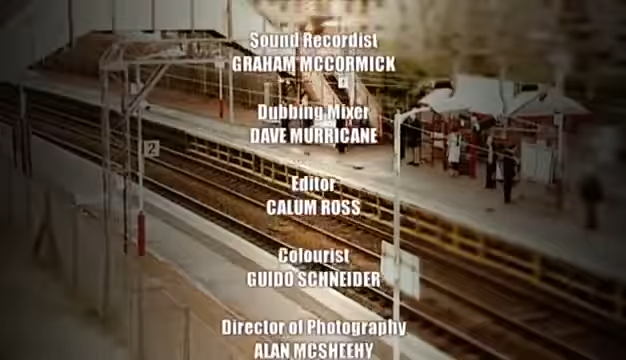 Sound Recordist
GRAHAM MCCORMICK
Dubbing Mixer
DAVE MURRICANE
2
Editor
CALUM ROSS
Colourist
GUIDO SCHNEIDER
Director of Photography
ALAN MCSHEEHY